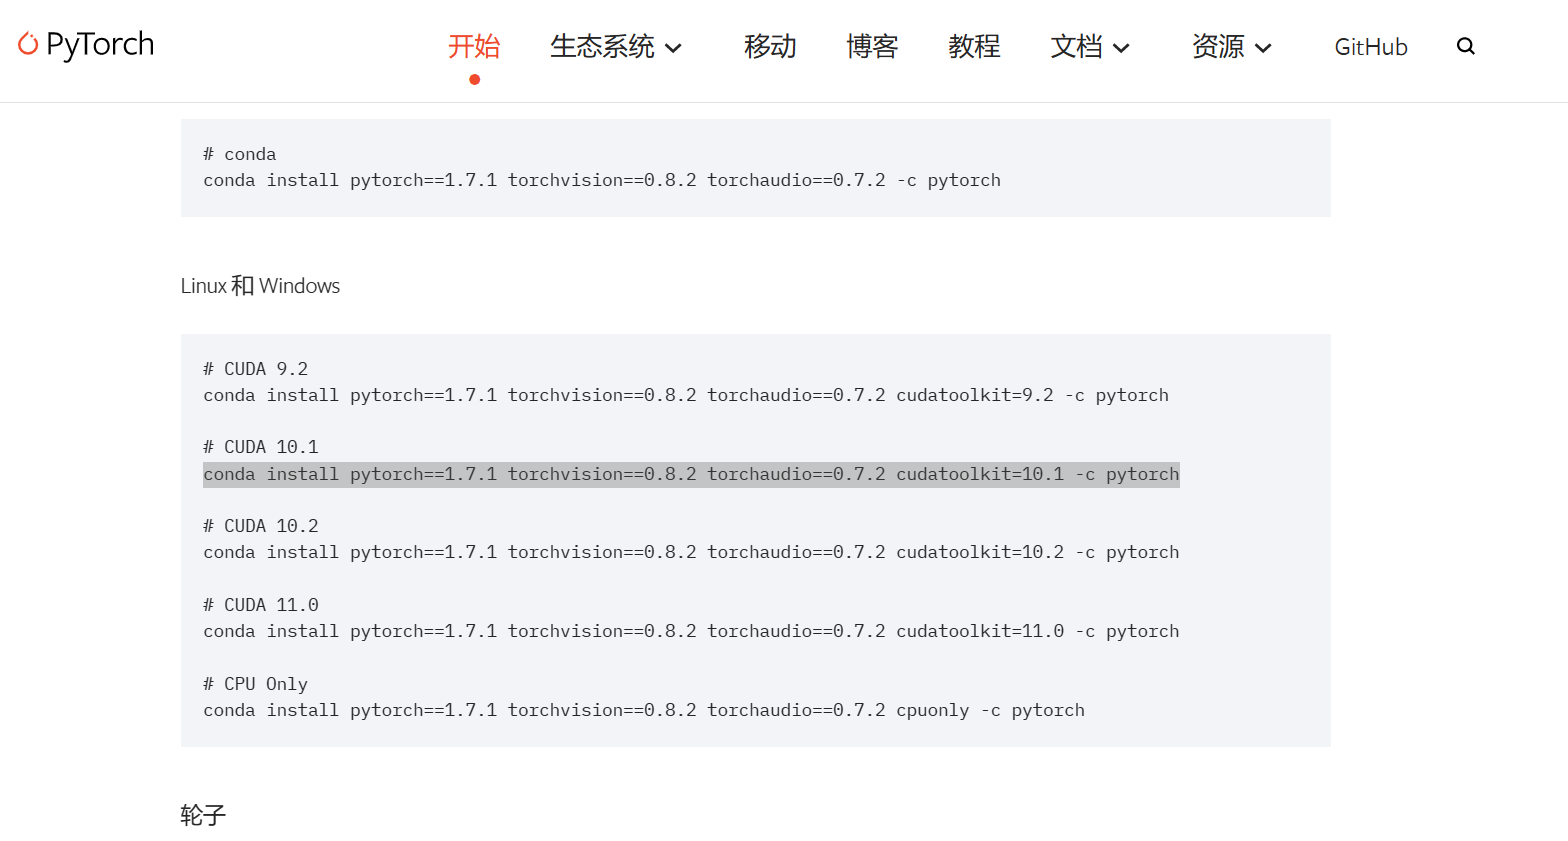 PyTorch
开始
生态系统
移动
博客
教程
文档
资源
GitHub
# conda
conda install pytorch==1.7.1 torchvision==0.8.2 torchaudio==0.7.2 -c pytorch
Linux 和 Windows
# CUDA 9.2
conda install pytorch==1.7.1 torchvision==0.8.2 torchaudio==0.7.2 cudatoolkit=9.2 -c pytorch
# CUDA 10.1
conda install pytorch==1.7.1 torchvision==0.8.2 torchaudio==0.7.2 cudatoolkit=10.1 -c pytorch
# CUDA 10.2
conda install pytorch==1.7.1 torchvision==0.8.2 torchaudio==0.7.2 cudatoolkit=10.2 -c pytorch
# CUDA 11.0
conda install pytorch==1.7.1 torchvision==0.8.2 torchaudio==0.7.2 cudatoolkit=11.0 -c pytorch
# CPU Only
conda install pytorch==1.7.1 torchvision==0.8.2 torchaudio==0.7.2 cpuonly -c pytorch
轮子